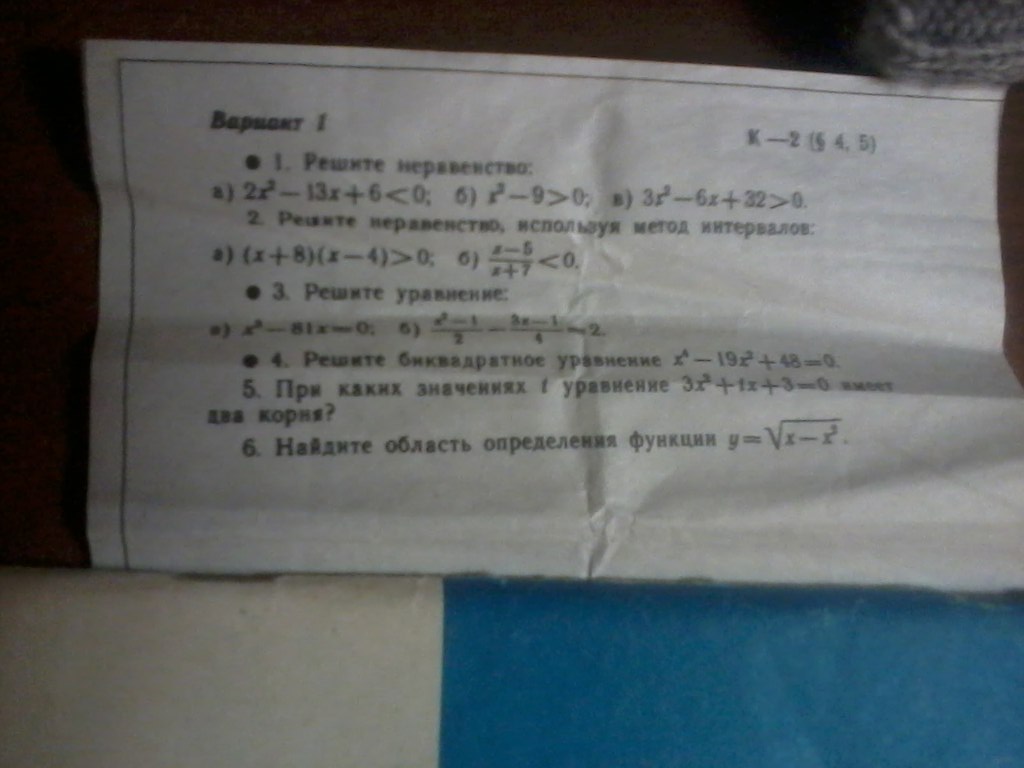 Вариант 1
К—2 (§ 4, 5)
● 1. Решите неравенство:
а) 2x² − 13x + 6 < 0; б) x² − 9 > 0; в) 3x² − 6x + 32 > 0.
2. Решите неравенство, используя метод интервалов:
а) (x + 8)(x − 4) > 0; б) (x − 5)/(x + 7) < 0.
● 3. Решите уравнение:
а) x³ − 81x = 0; б) (x² − 1)/2 − (3x − 1)/4 = 2.
● 4. Решите биквадратное уравнение x⁴ − 19x² + 48 = 0.
5. При каких значениях t уравнение 3x² + tx + 3 = 0 имеет
два корня?
6. Найдите область определения функции y = √(x − x²).